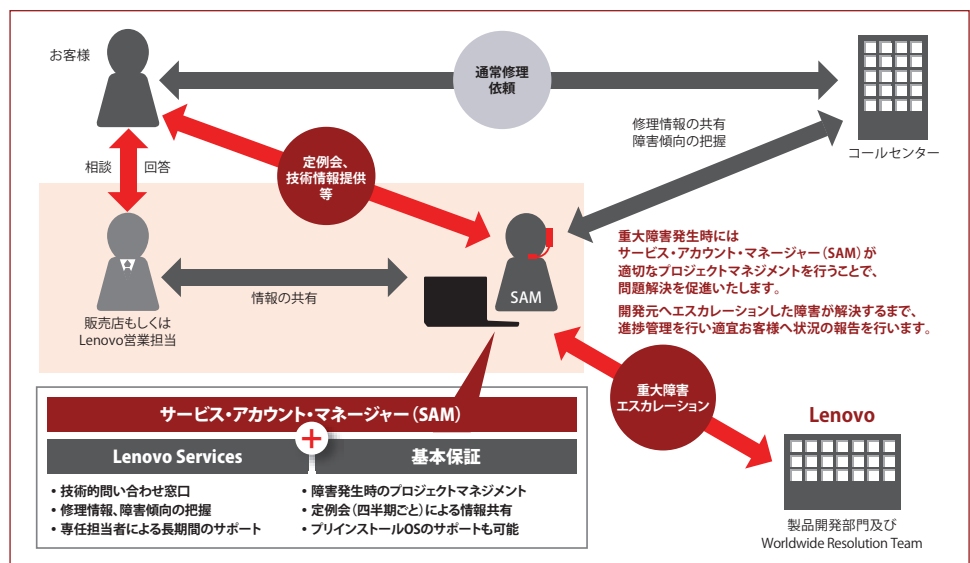 お客様
通常修理
依頼
修理情報の共有
障害傾向の把握
コールセンター
相談 回答
定例会、
技術情報提供
等
重大障害発生時には
サービス・アカウント・マネージャー(SAM)が
適切なプロジェクトマネジメントを行うことで、
問題解決を促進いたします。
開発元へエスカレーションした障害が解決するまで、
進捗管理を行い適宜お客様へ状況の報告を行います。
情報の共有
SAM
販売店もしくは
Lenovo営業担当
重大障害
エスカレーション
サービス・アカウント・マネージャー(SAM)
+
Lenovo Services
基本保証
・技術的問い合わせ窓口
・修理情報、障害傾向の把握
・専任担当者による長期間のサポート
・障害発生時のプロジェクトマネジメント
・定例会(四半期ごと)による情報共有
・プリインストールOSのサポートも可能
Lenovo
製品開発部門及び
Worldwide Resolution Team